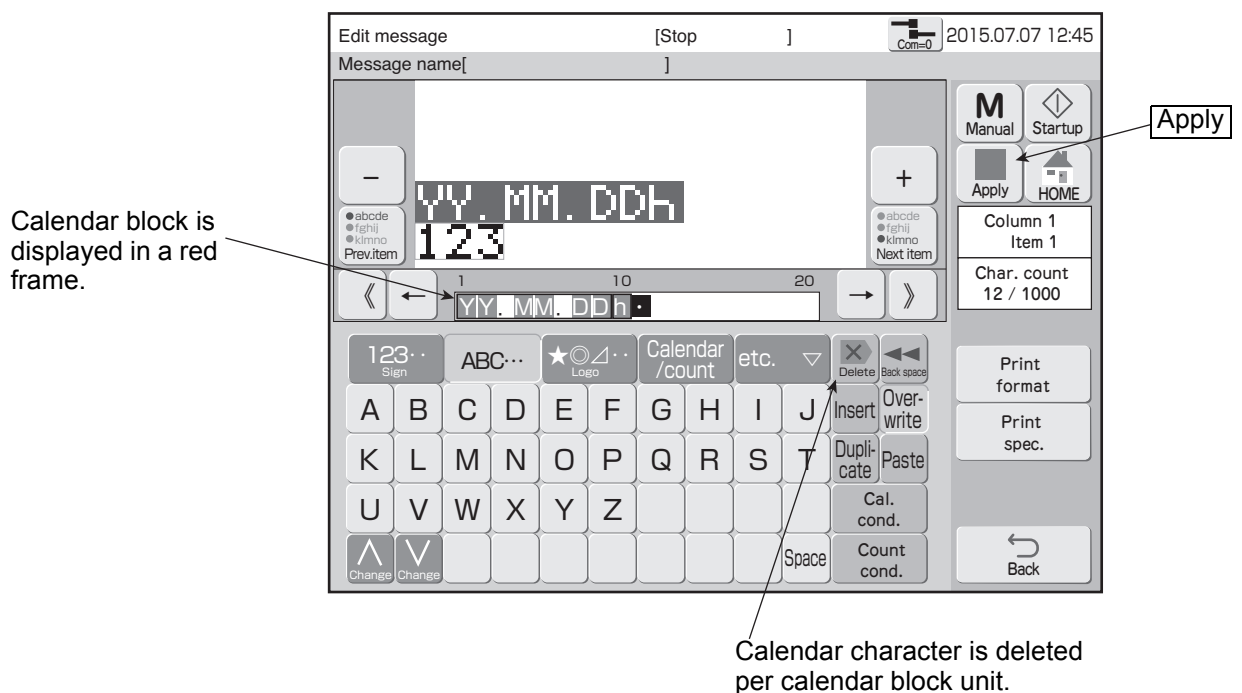 Edit message [Stop ] Com=0 2015.07.07 12:45
Message name[ ]
M
Manual
Startup
Apply
Apply
HOME
−
+
YY.MM.DDh
123
abcde
fghij
klmno
Prev.item
abcde
fghij
klmno
Next item
Column 1
Item 1
Char. count
12 / 1000
Calendar block is
displayed in a red
frame.
1 10 20
《 ← → 》
YY.MM.DDh·
123··
Sign
ABC···
★◎⊿··
Logo
Calendar
/count
etc. ▽
Delete
Back space
A B C D E F G H I J
Insert
Over-
write
K L M N O P Q R S T
Dupli-
cate
Paste
U V W X Y Z
Cal.
cond.
Change
Change
Space
Count
cond.
Print
format
Print
spec.
Back
Calendar character is deleted
per calendar block unit.